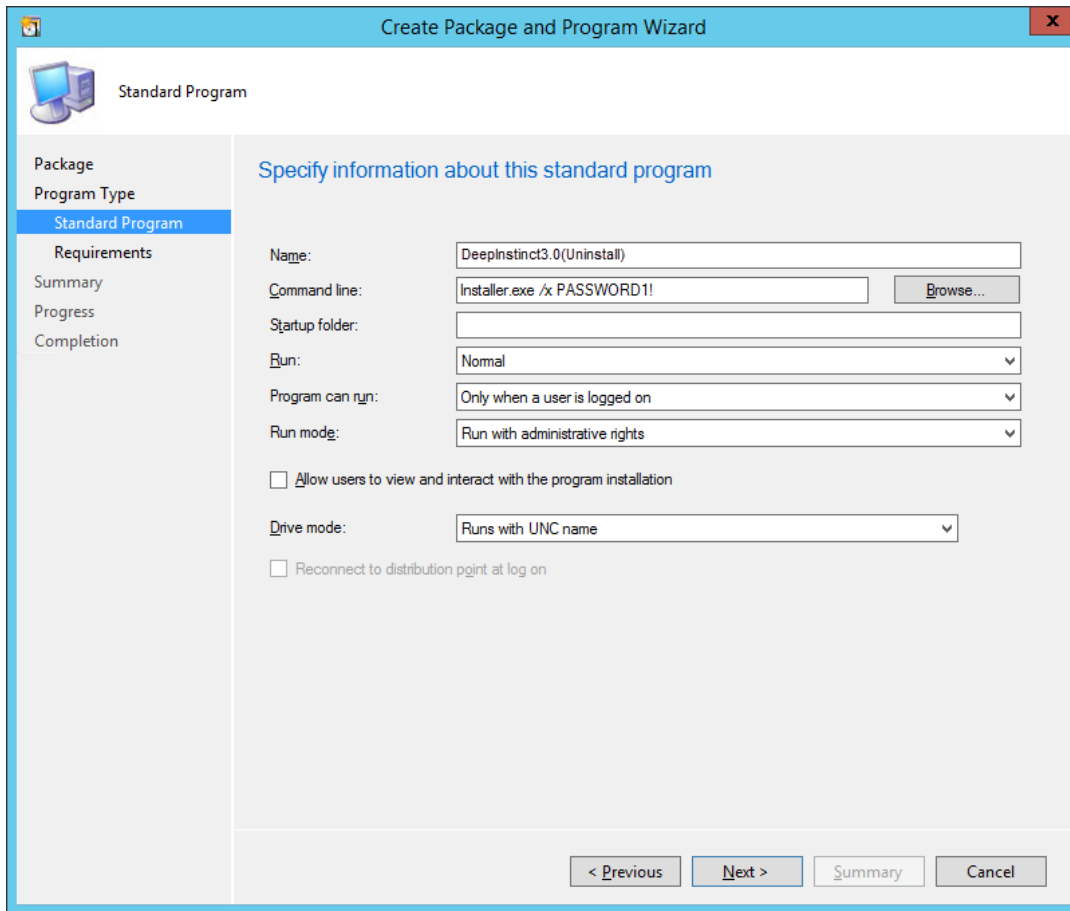 Create Package and Program Wizard
x
Standard Program
Package
Program Type
Standard Program
Requirements
Summary
Progress
Completion
Specify information about this standard program
Name: DeepInstinct3.0(Uninstall)
Command line: Installer.exe /x PASSWORD1! Browse...
Startup folder:
Run: Normal
Program can run: Only when a user is logged on
Run mode: Run with administrative rights
Allow users to view and interact with the program installation
Drive mode: Runs with UNC name
Reconnect to distribution point at log on
< Previous Next > Summary Cancel